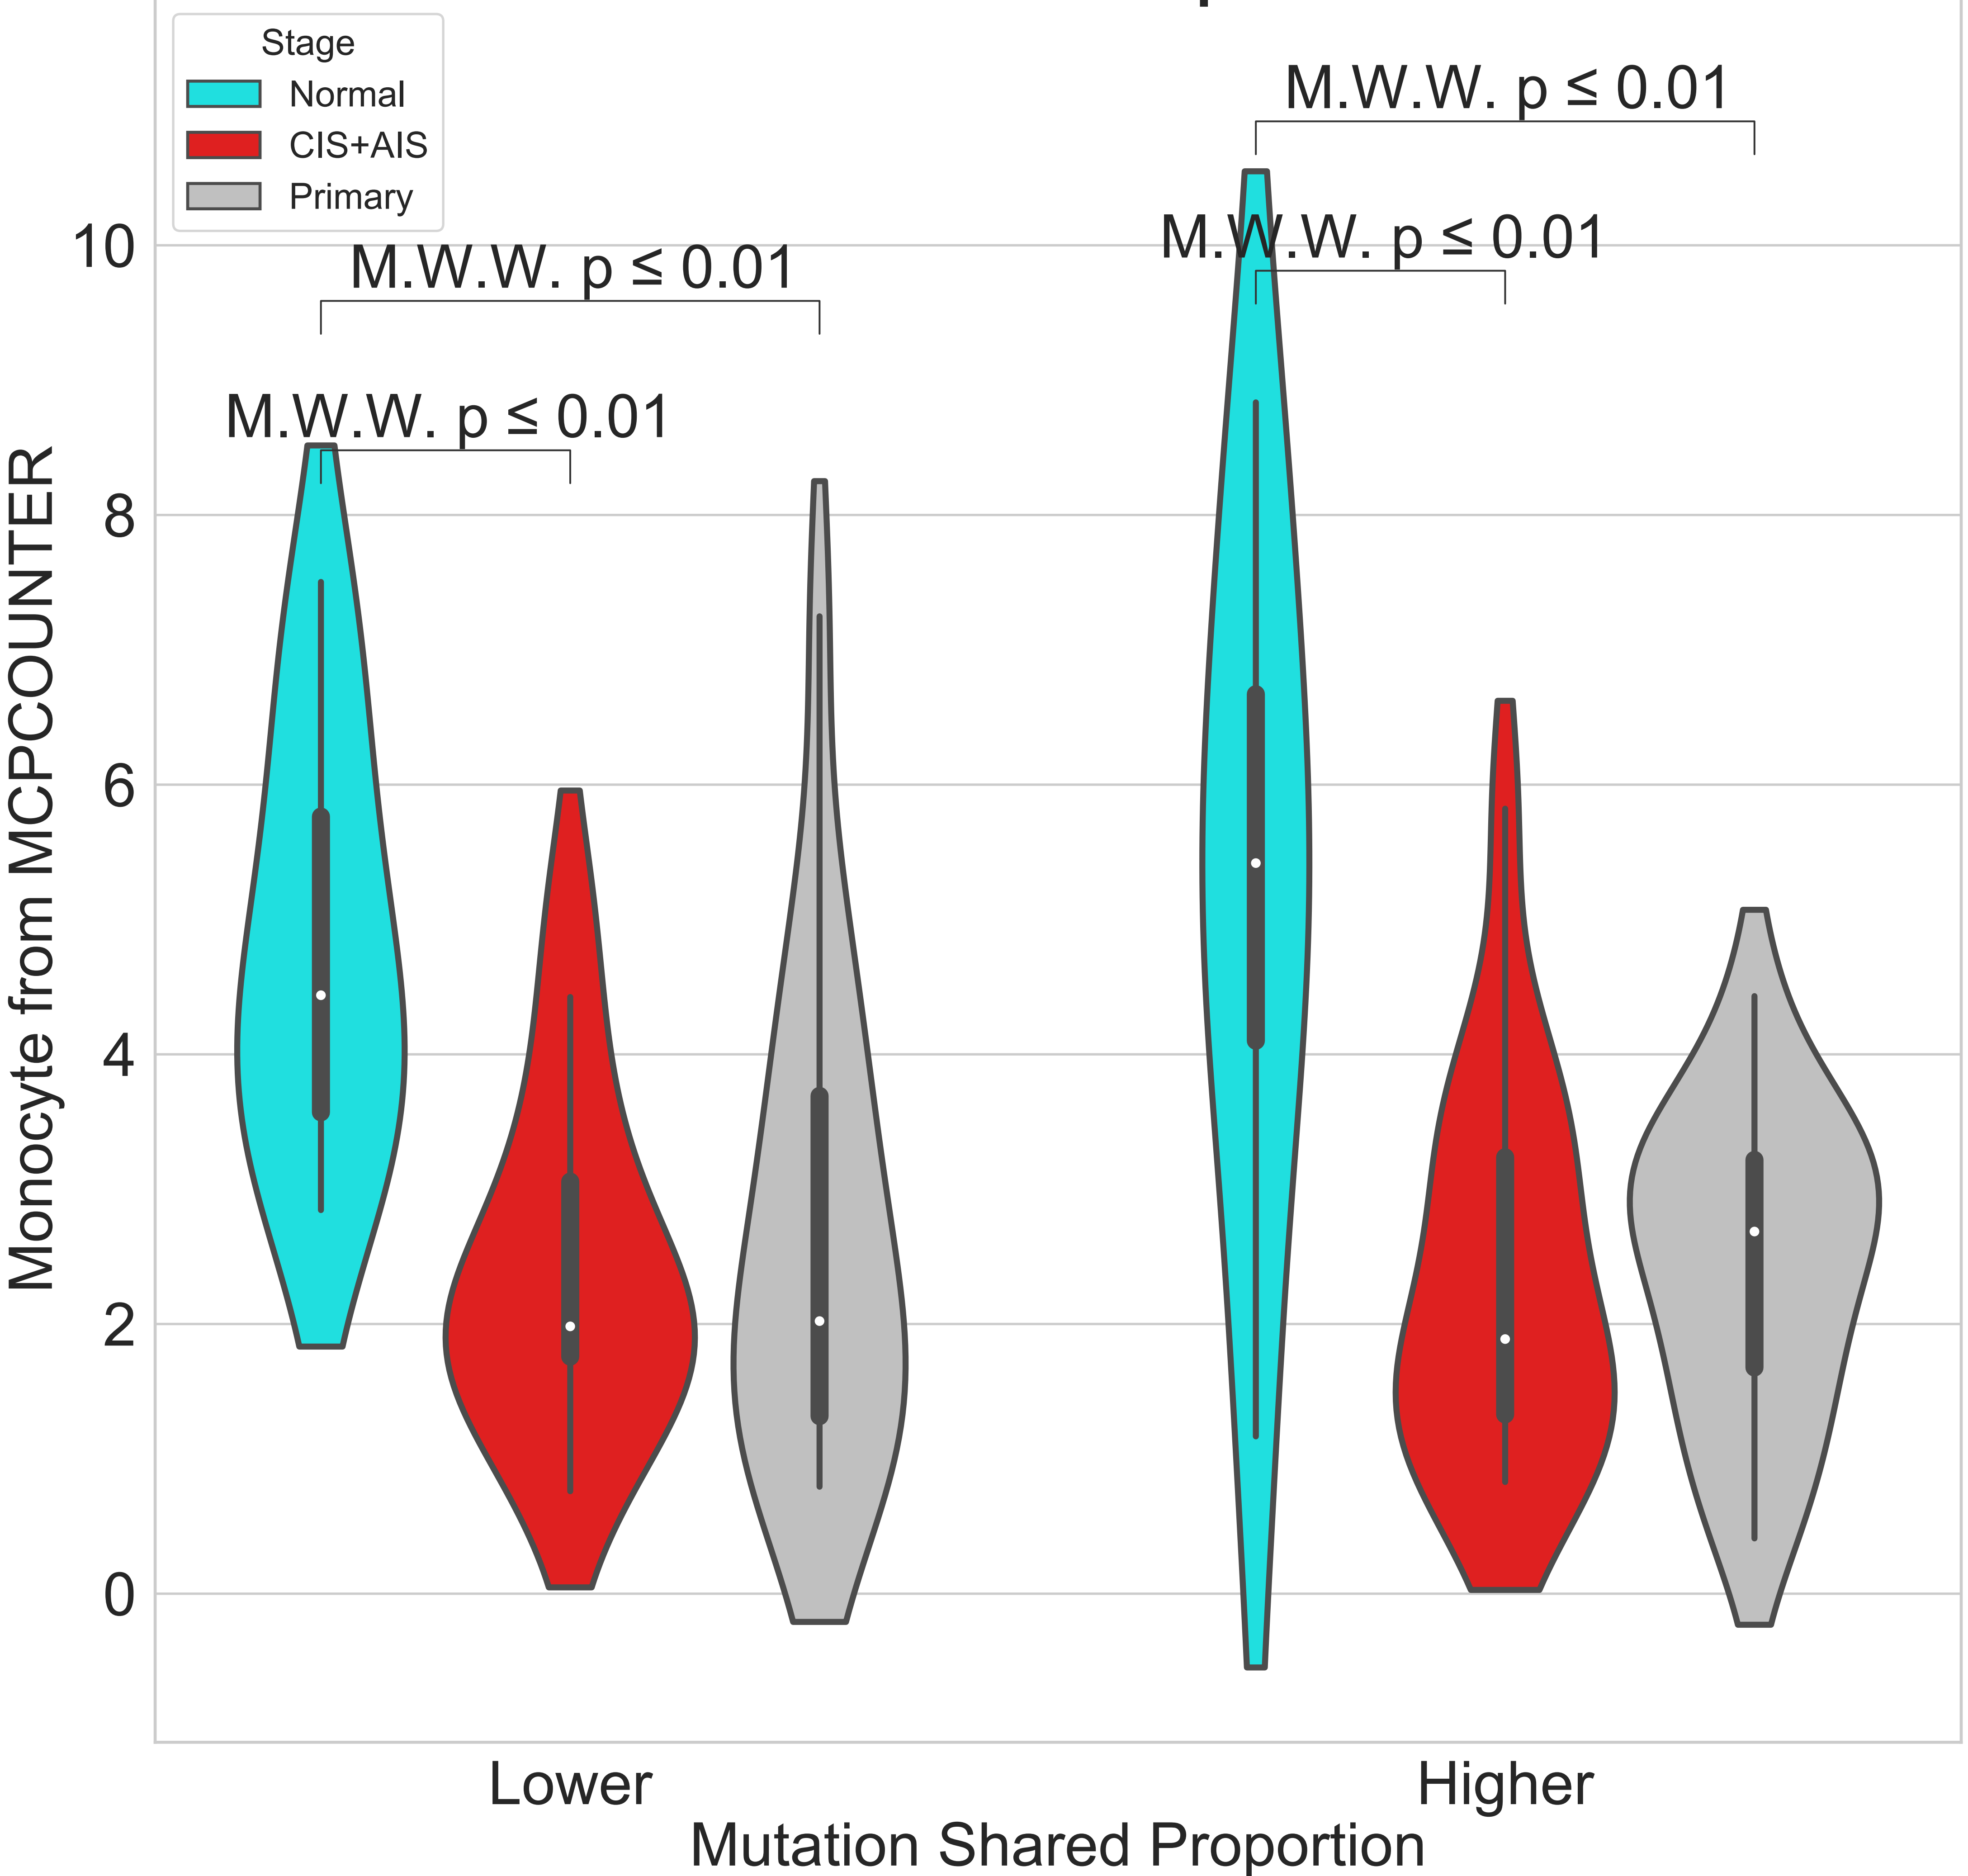 Stage
Normal
CIS+AIS
Primary
M.W.W. p ≤ 0.01
M.W.W. p ≤ 0.01
M.W.W. p ≤ 0.01
M.W.W. p ≤ 0.01
10
8
6
4
2
0
Monocyte from MCPCOUNTER
Lower
Higher
Mutation Shared Proportion